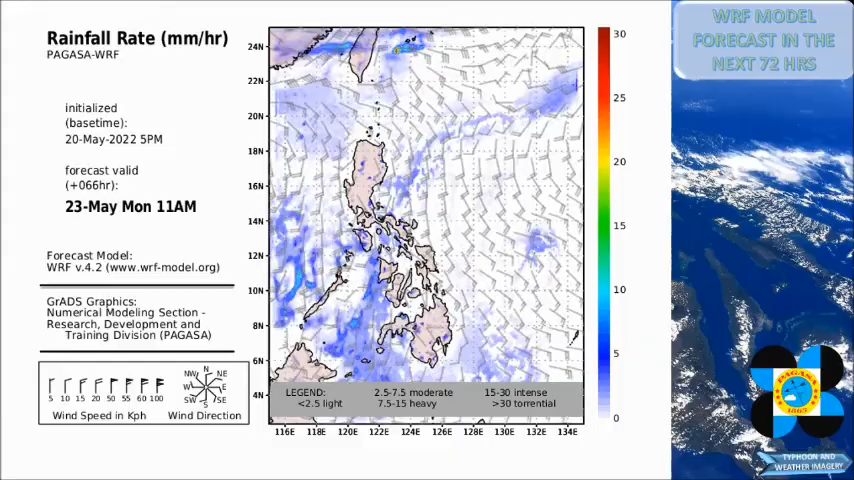 Rainfall Rate (mm/hr)
PAGASA-WRF
initialized
(basetime):
20-May-2022 5PM
forecast valid
(+066hr):
23-May Mon 11AM
Forecast Model:
WRF v.4.2 (www.wrf-model.org)
GrADS Graphics:
Numerical Modeling Section -
Research, Development and
Training Division (PAGASA)
N
NW NE
W E
SW SE
S
5 10 15 20 50 55 60 100
Wind Speed in Kph Wind Direction
24N
22N
20N
18N
16N
14N
12N
10N
8N
6N
4N
LEGEND: 2.5-7.5 moderate 15-30 intense
<2.5 light 7.5-15 heavy >30 torrential
116E 118E 120E 122E 124E 126E 128E 130E 132E 134E
30
25
20
15
10
5
0
WRF MODEL
FORECAST IN THE
NEXT 72 HRS
PAGASA
TYPHOON AND
WEATHER IMAGERY